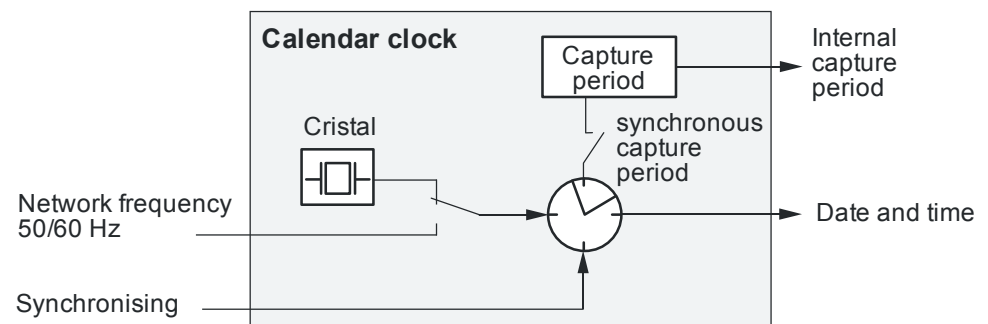 Calendar clock
Capture
period
Internal
capture
period
Cristal
synchronous
capture
period
Network frequency
50/60 Hz
Date and time
Synchronising